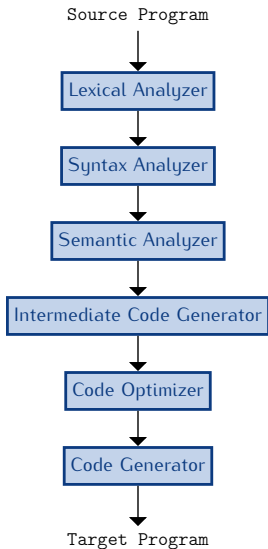 Source Program
Lexical Analyzer
Syntax Analyzer
Semantic Analyzer
Intermediate Code Generator
Code Optimizer
Code Generator
Target Program